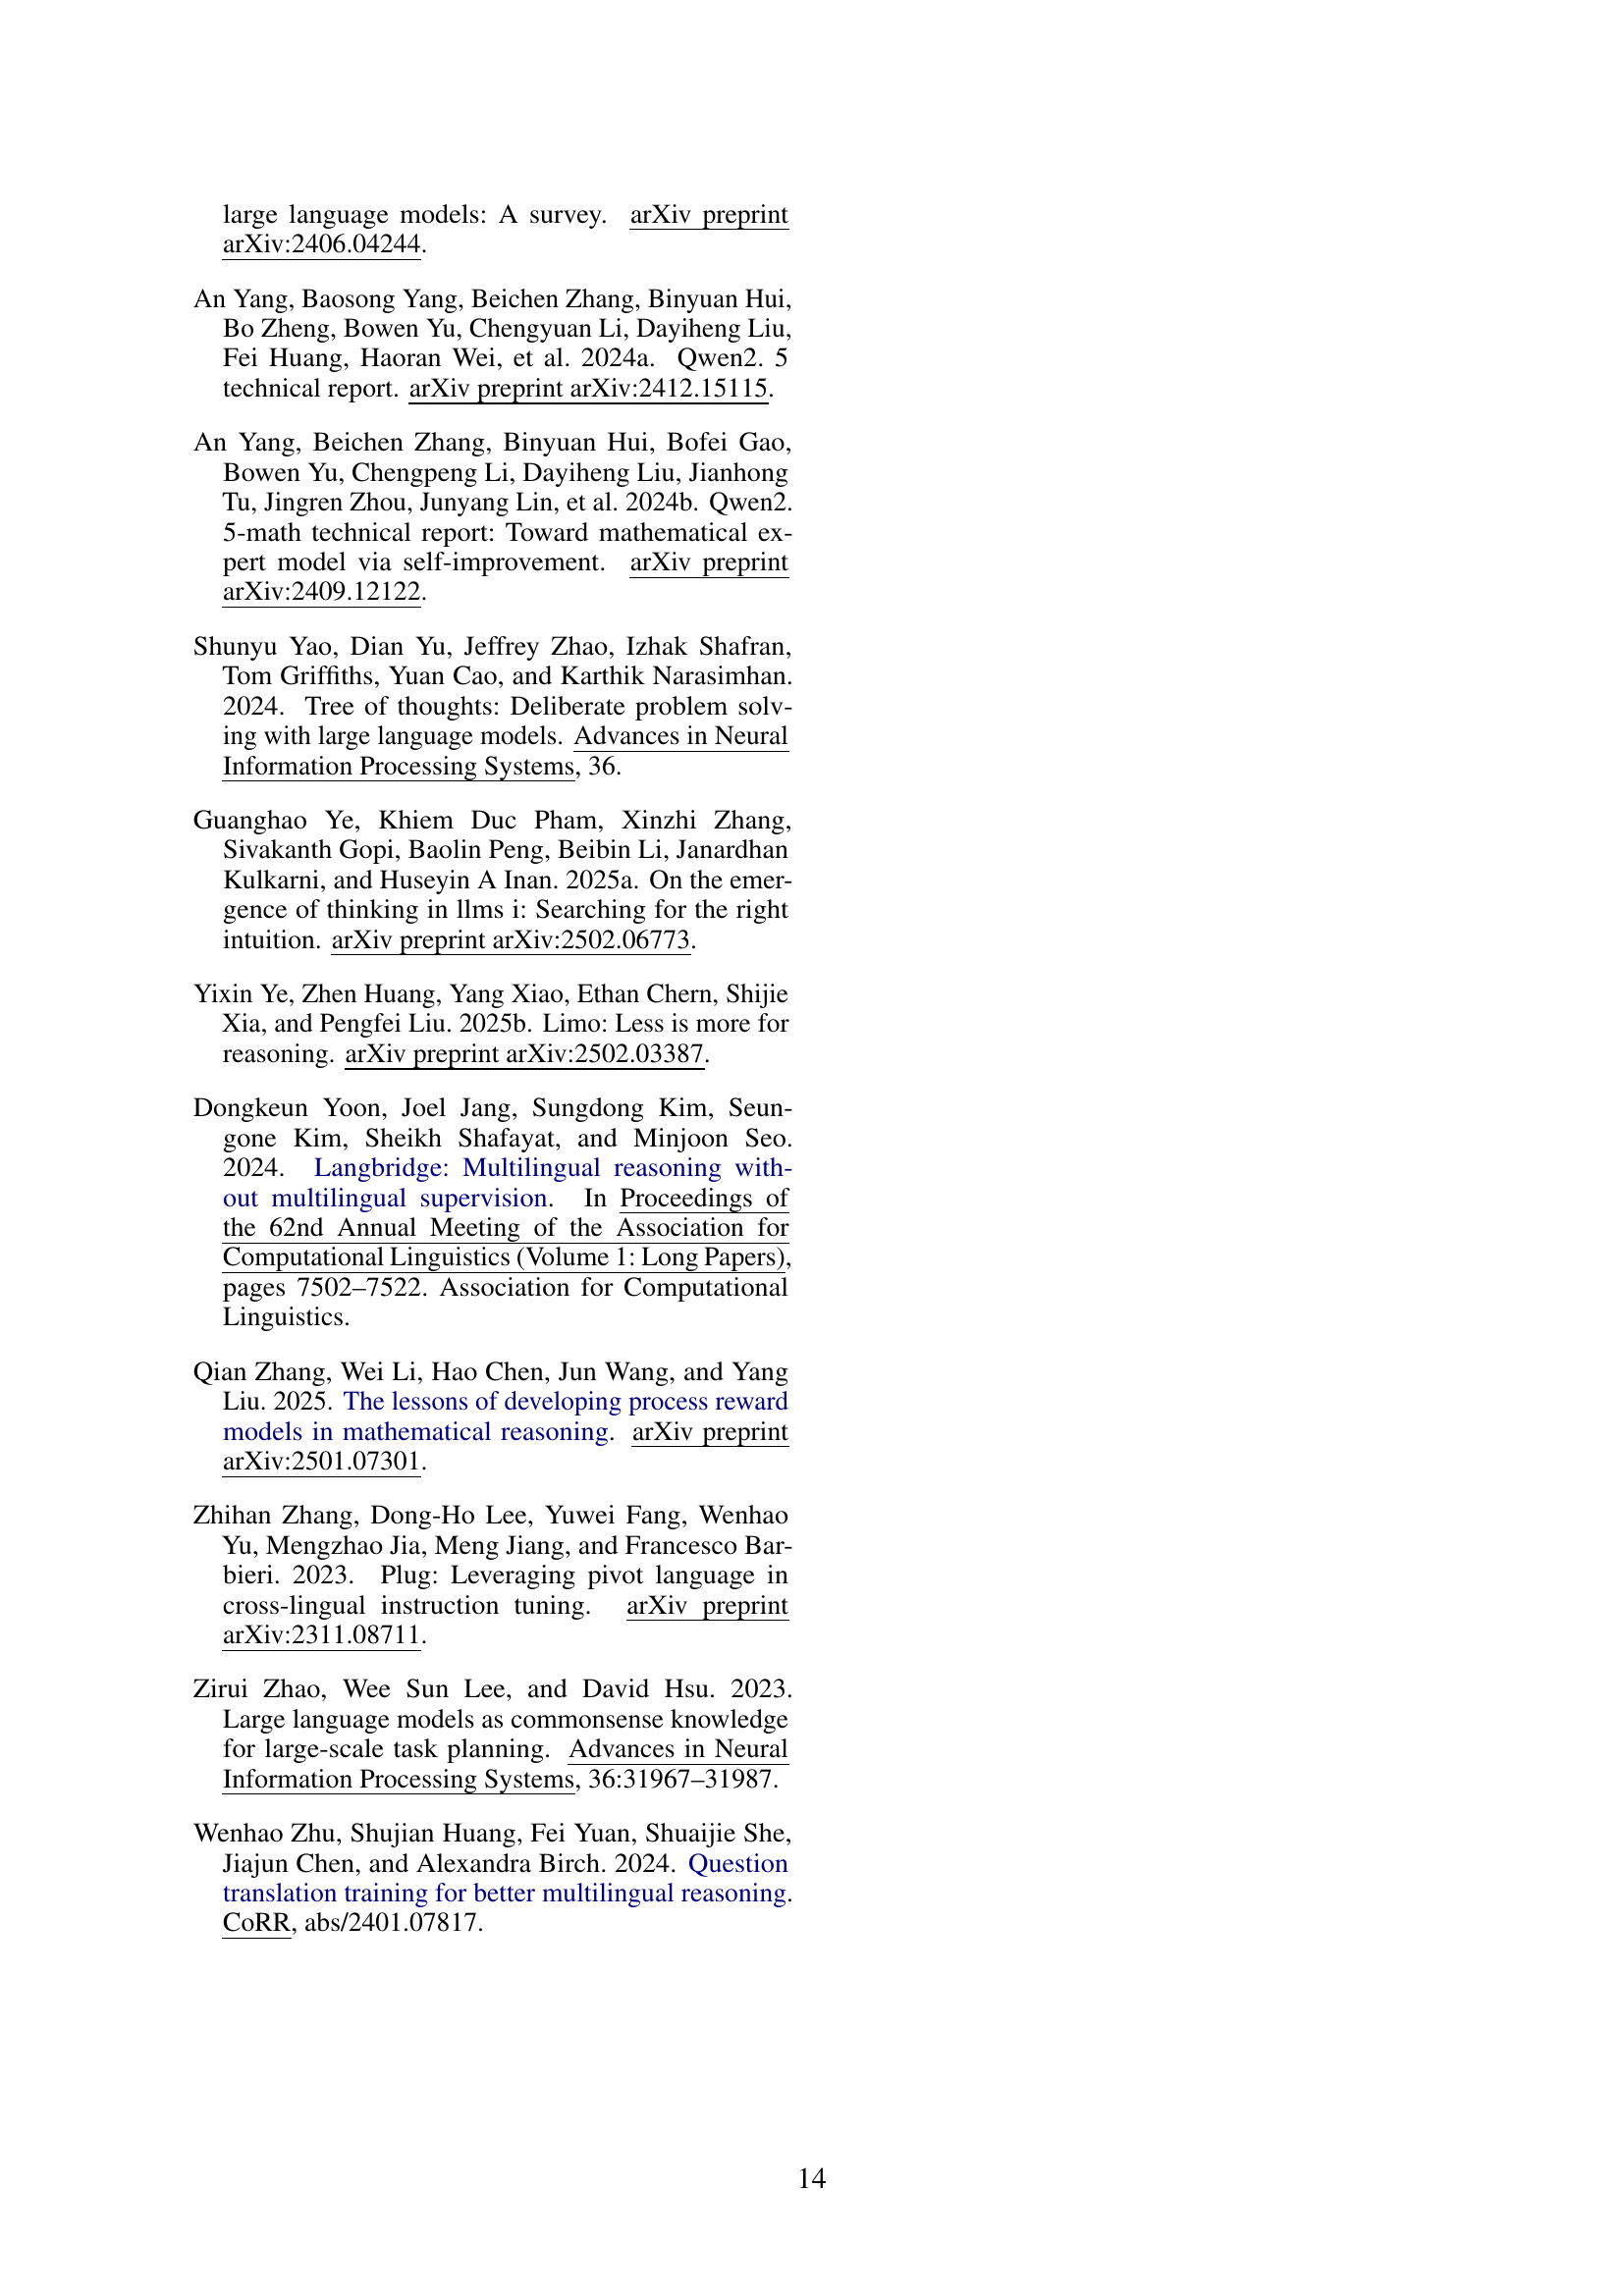 large language models: A survey. arXiv preprint
arXiv:2406.04244.
An Yang, Baosong Yang, Beichen Zhang, Binyuan Hui,
Bo Zheng, Bowen Yu, Chengyuan Li, Dayiheng Liu,
Fei Huang, Haoran Wei, et al. 2024a. Qwen2. 5
technical report. arXiv preprint arXiv:2412.15115.
An Yang, Beichen Zhang, Binyuan Hui, Bofei Gao,
Bowen Yu, Chengpeng Li, Dayiheng Liu, Jianhong
Tu, Jingren Zhou, Junyang Lin, et al. 2024b. Qwen2.
5-math technical report: Toward mathematical ex-
pert model via self-improvement. arXiv preprint
arXiv:2409.12122.
Shunyu Yao, Dian Yu, Jeffrey Zhao, Izhak Shafran,
Tom Griffiths, Yuan Cao, and Karthik Narasimhan.
2024. Tree of thoughts: Deliberate problem solv-
ing with large language models. Advances in Neural
Information Processing Systems, 36.
Guanghao Ye, Khiem Duc Pham, Xinzhi Zhang,
Sivakanth Gopi, Baolin Peng, Beibin Li, Janardhan
Kulkarni, and Huseyin A Inan. 2025a. On the emer-
gence of thinking in llms i: Searching for the right
intuition. arXiv preprint arXiv:2502.06773.
Yixin Ye, Zhen Huang, Yang Xiao, Ethan Chern, Shijie
Xia, and Pengfei Liu. 2025b. Limo: Less is more for
reasoning. arXiv preprint arXiv:2502.03387.
Dongkeun Yoon, Joel Jang, Sungdong Kim, Seun-
gone Kim, Sheikh Shafayat, and Minjoon Seo.
2024. Langbridge: Multilingual reasoning with-
out multilingual supervision. In Proceedings of
the 62nd Annual Meeting of the Association for
Computational Linguistics (Volume 1: Long Papers),
pages 7502–7522. Association for Computational
Linguistics.
Qian Zhang, Wei Li, Hao Chen, Jun Wang, and Yang
Liu. 2025. The lessons of developing process reward
models in mathematical reasoning. arXiv preprint
arXiv:2501.07301.
Zhihan Zhang, Dong-Ho Lee, Yuwei Fang, Wenhao
Yu, Mengzhao Jia, Meng Jiang, and Francesco Bar-
bieri. 2023. Plug: Leveraging pivot language in
cross-lingual instruction tuning. arXiv preprint
arXiv:2311.08711.
Zirui Zhao, Wee Sun Lee, and David Hsu. 2023.
Large language models as commonsense knowledge
for large-scale task planning. Advances in Neural
Information Processing Systems, 36:31967–31987.
Wenhao Zhu, Shujian Huang, Fei Yuan, Shuaijie She,
Jiajun Chen, and Alexandra Birch. 2024. Question
translation training for better multilingual reasoning.
CoRR, abs/2401.07817.
14